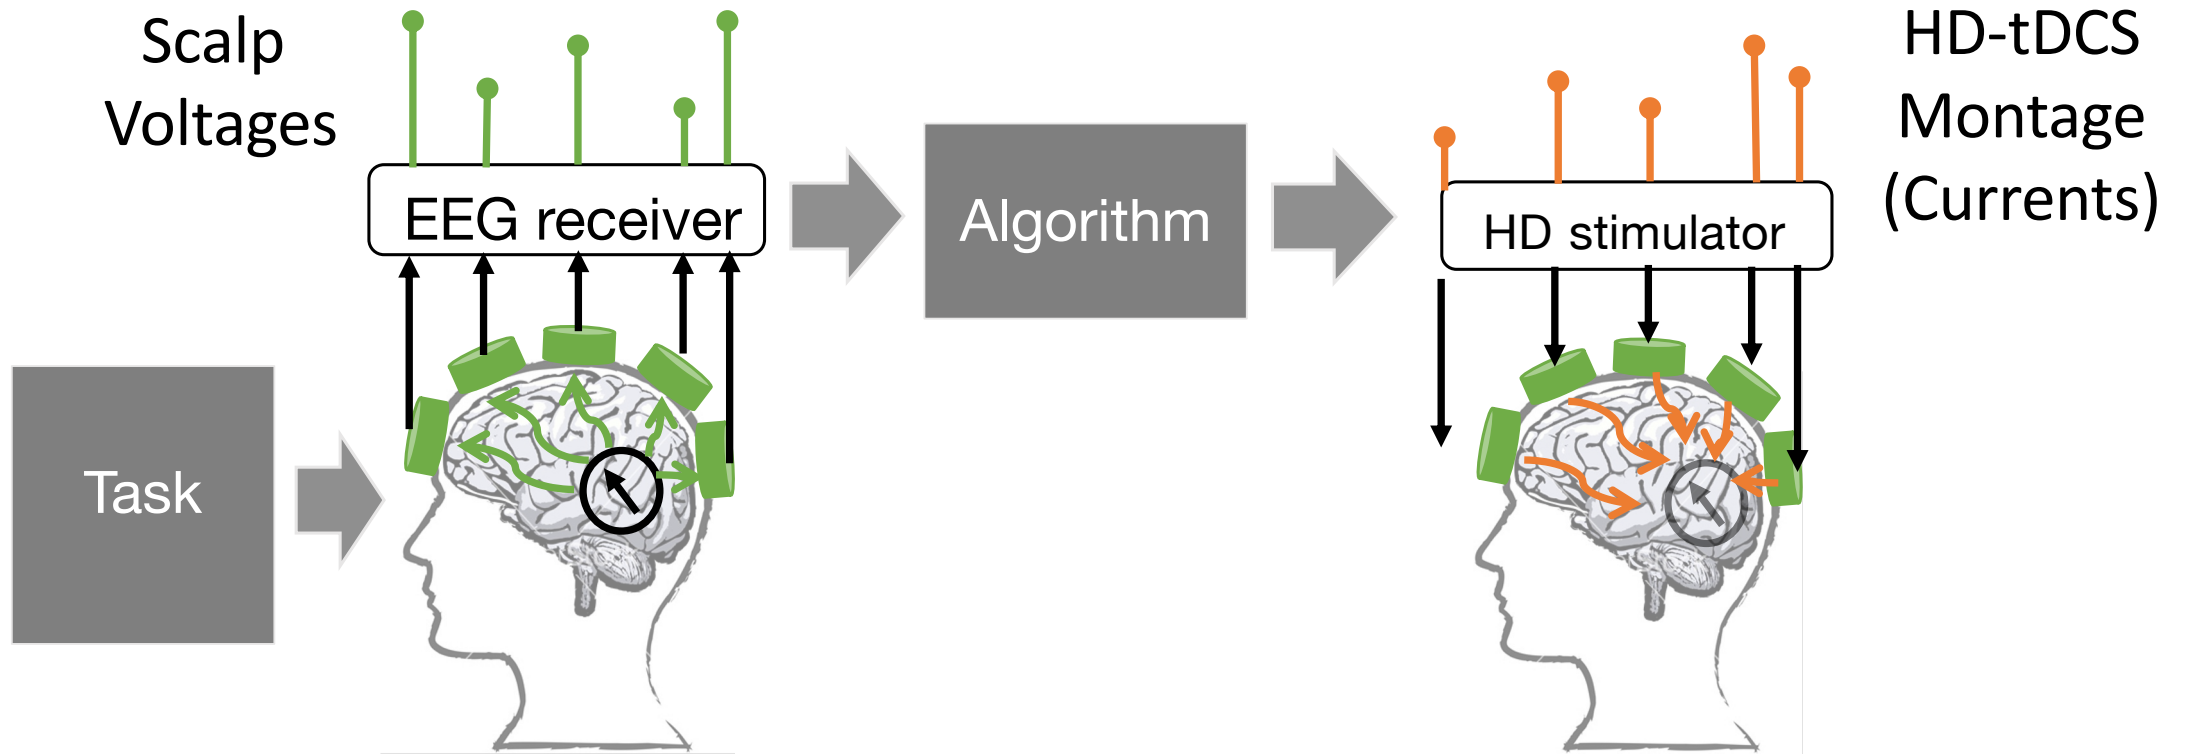 Scalp
Voltages
EEG receiver
Task
Algorithm
HD stimulator
HD-tDCS
Montage
(Currents)